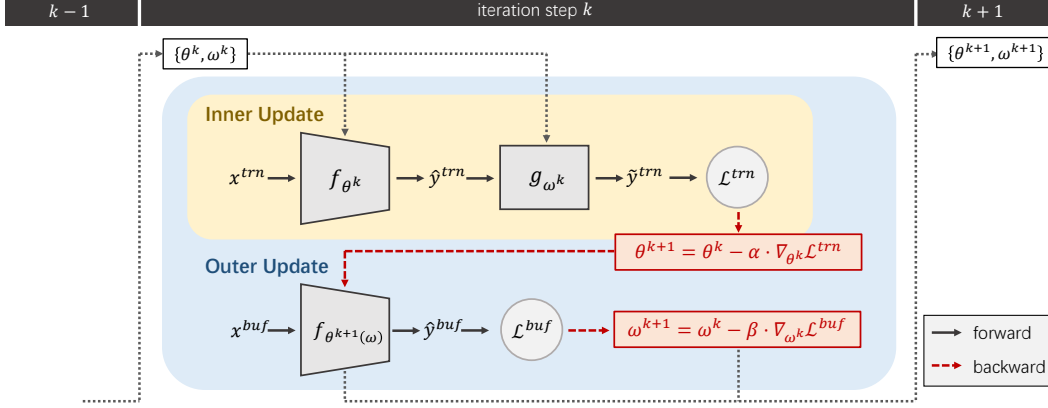 k − 1
iteration step k
k + 1
{θ^k, ω^k}
{θ^{k+1}, ω^{k+1}}
Inner Update
x^{trn}
f_{θ^k}
ŷ^{trn}
g_{ω^k}
ỹ^{trn}
ℒ^{trn}
θ^{k+1} = θ^k − α · ∇_{θ^k}ℒ^{trn}
Outer Update
x^{buf}
f_{θ^{k+1}(ω)}
ŷ^{buf}
ℒ^{buf}
ω^{k+1} = ω^k − β · ∇_{ω^k}ℒ^{buf}
forward
backward